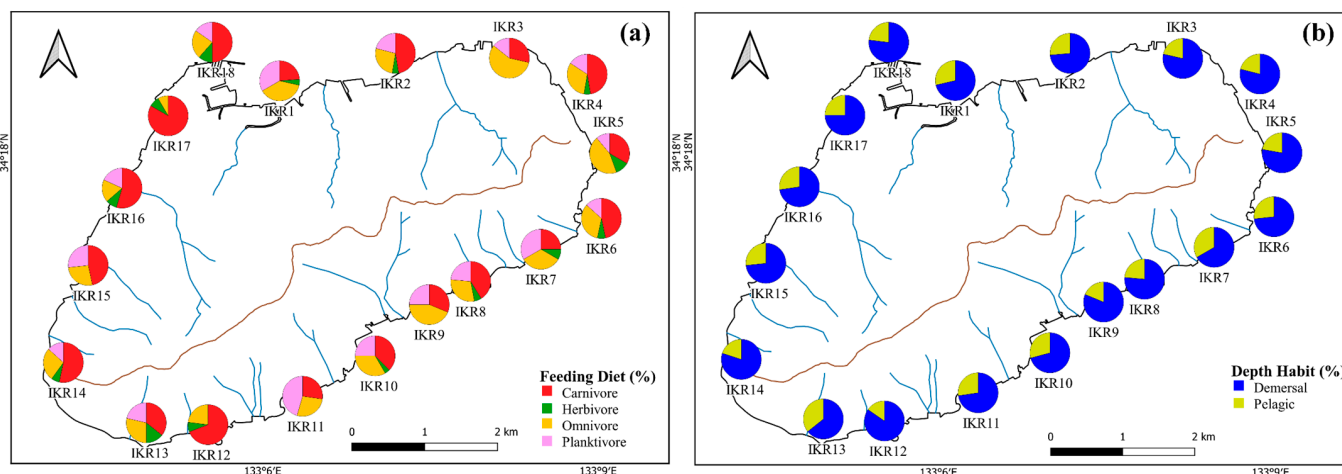 (a)
IKR3
IKR18
IKR2
IKR1
IKR4
IKR5
IKR17
34°18'N
IKR16
IKR6
IKR7
IKR15
IKR8
IKR9
IKR10
IKR14
IKR11
IKR13
IKR12
Feeding Diet (%)
Carnivore
Herbivore
Omnivore
Planktivore
0 1 2 km
133°6'E
133°9'E
(b)
IKR3
IKR18
IKR2
IKR1
IKR4
IKR5
IKR17
34°18'N
34°18'N
IKR16
IKR6
IKR7
IKR15
IKR8
IKR9
IKR10
IKR14
IKR11
IKR13
IKR12
Depth Habit (%)
Demersal
Pelagic
0 1 2 km
133°6'E
133°9'E